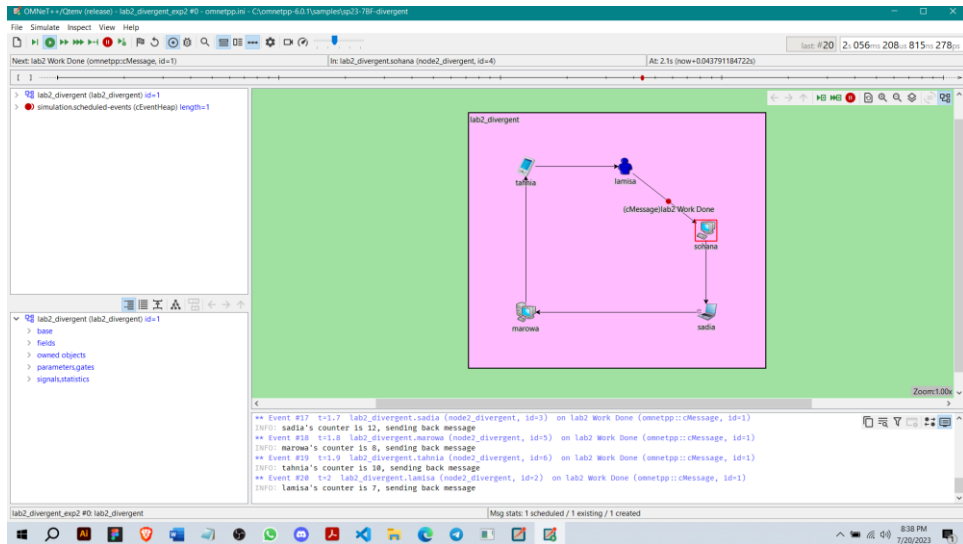 OMNeT++/Qtenv (release) - lab2_divergent_exp2 #0 - omnetpp.ini - C:\omnetpp-6.0.1\samples\sp23-7BF-divergent
File Simulate Inspect View Help
last: #20 2s 056ms 208us 815ns 278ps
Next: lab2 Work Done (omnetpp::cMessage, id=1) In: lab2_divergent.sohana (node2_divergent, id=4) At: 2.1s (now+0.043791184722s)
[ ] 
lab2_divergent (lab2_divergent) id=1
simulation.scheduled-events (cEventHeap) length=1
lab2_divergent
tahnia
lamisa
(cMessage)lab2 Work Done
sohana
marowa
sadia
Zoom:1.00x
lab2_divergent (lab2_divergent) id=1
base
fields
owned objects
parameters,gates
signals,statistics
** Event #17 t=1.7 lab2_divergent.sadia (node2_divergent, id=3) on lab2 Work Done (omnetpp::cMessage, id=1)
INFO: sadia's counter is 12, sending back message
** Event #18 t=1.8 lab2_divergent.marowa (node2_divergent, id=5) on lab2 Work Done (omnetpp::cMessage, id=1)
INFO: marowa's counter is 8, sending back message
** Event #19 t=1.9 lab2_divergent.tahnia (node2_divergent, id=6) on lab2 Work Done (omnetpp::cMessage, id=1)
INFO: tahnia's counter is 10, sending back message
** Event #20 t=2 lab2_divergent.lamisa (node2_divergent, id=2) on lab2 Work Done (omnetpp::cMessage, id=1)
INFO: lamisa's counter is 7, sending back message
lab2_divergent_exp2 #0: lab2_divergent Msg stats: 1 scheduled / 1 existing / 1 created
Ai
8:38 PM
7/20/2023